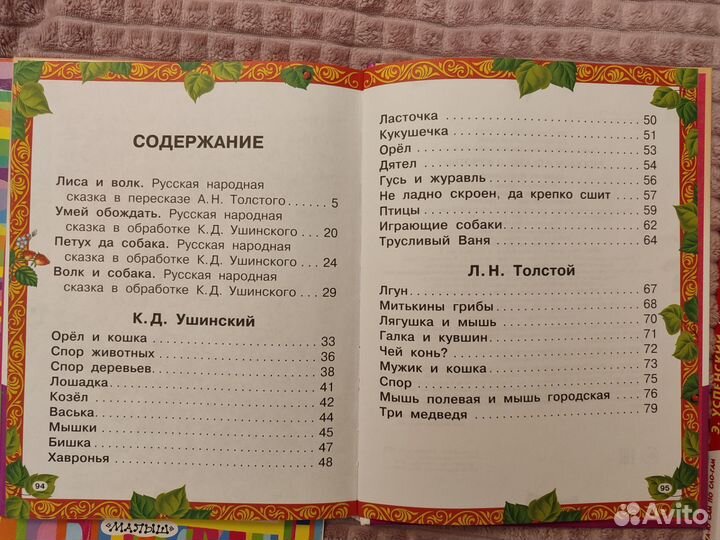 СОДЕРЖАНИЕ
Лиса и волк. Русская народная
сказка в пересказе А.Н. Толстого ...... 5
Умей обождать. Русская народная
сказка в обработке К.Д. Ушинского ... 20
Петух да собака. Русская народная
сказка в обработке К.Д. Ушинского ... 24
Волк и собака. Русская народная
сказка в обработке К.Д. Ушинского ... 29
К.Д. Ушинский
Орёл и кошка ...... 33
Спор животных ...... 36
Спор деревьев ...... 38
Лошадка ...... 41
Козёл ...... 42
Васька ...... 44
Мышки ...... 45
Бишка ...... 47
Хавронья ...... 48
94
Ласточка ...... 50
Кукушечка ...... 51
Орёл ...... 53
Дятел ...... 54
Гусь и журавль ...... 56
Не ладно скроен, да крепко сшит ...... 57
Птицы ...... 59
Играющие собаки ...... 62
Трусливый Ваня ...... 64
Л.Н. Толстой
Лгун ...... 67
Митькины грибы ...... 68
Лягушка и мышь ...... 70
Галка и кувшин ...... 71
Чей конь? ...... 72
Мужик и кошка ...... 73
Спор ...... 75
Мышь полевая и мышь городская ...... 76
Три медведя ...... 79
95
«МАЛЫШ»
Avito